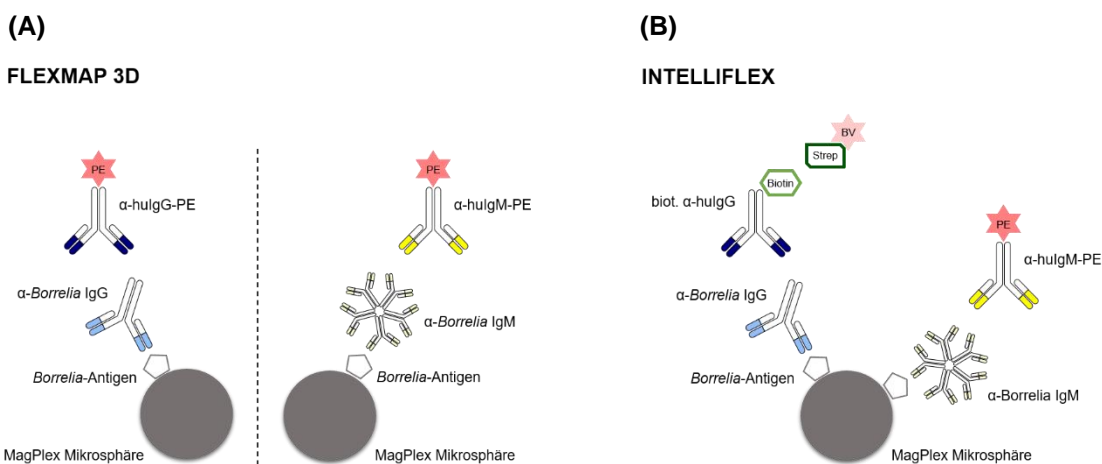 (A)
FLEXMAP 3D
PE
α-huIgG-PE
α-Borrelia IgG
Borrelia-Antigen
MagPlex Mikrosphäre
PE
α-huIgM-PE
α-Borrelia IgM
Borrelia-Antigen
MagPlex Mikrosphäre
(B)
INTELLIFLEX
BV
Strep
Biotin
biot. α-huIgG
PE
α-huIgM-PE
α-Borrelia IgG
Borrelia-Antigen
α-Borrelia IgM
MagPlex Mikrosphäre